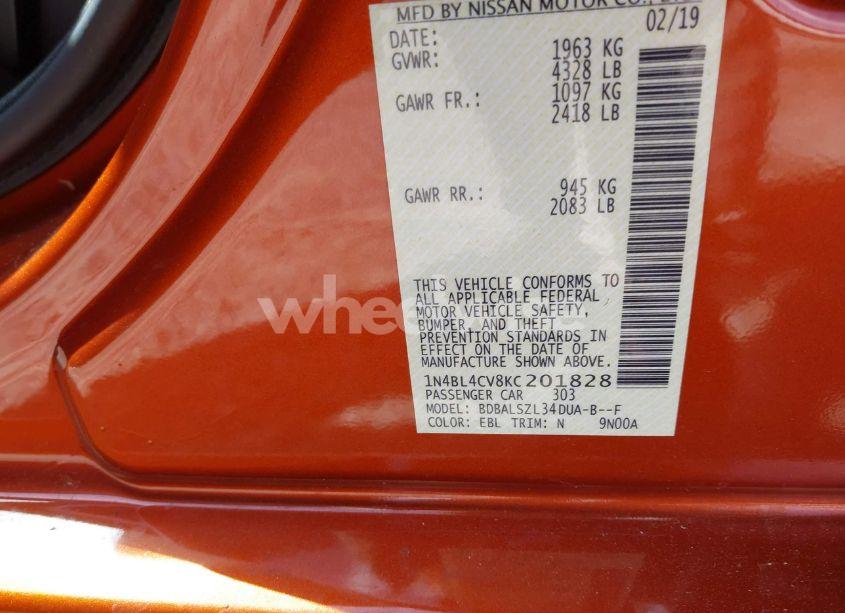 MFD BY NISSAN MOTOR CO.,
DATE: 02/19
GVWR: 1963 KG
4328 LB
GAWR FR.: 1097 KG
2418 LB
GAWR RR.: 945 KG
2083 LB
THIS VEHICLE CONFORMS TO
ALL APPLICABLE FEDERAL
MOTOR VEHICLE SAFETY,
BUMPER, AND THEFT
PREVENTION STANDARDS IN
EFFECT ON THE DATE OF
MANUFACTURE SHOWN ABOVE.
1N4BL4CV8KC201828
PASSENGER CAR 303
MODEL: BDBALSZL34DUA-B--F
COLOR: EBL TRIM: N 9N00A